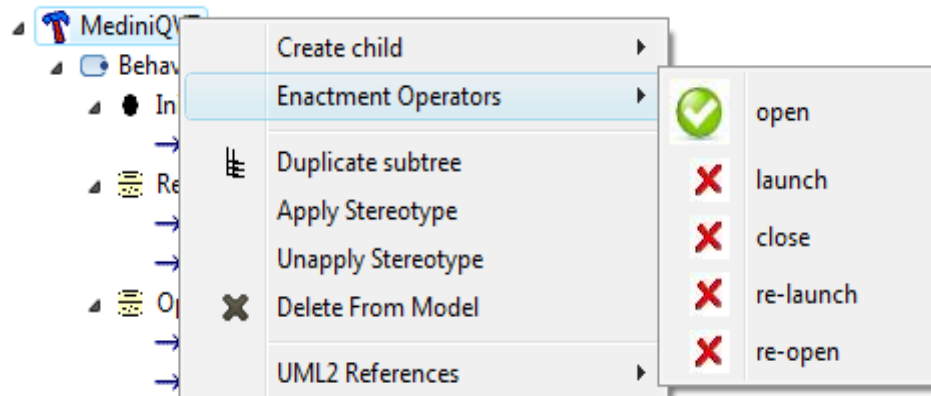 MediniQV
Create child
Behav
Enactment Operators
open
In
Duplicate subtree
launch
Re
Apply Stereotype
close
Unapply Stereotype
re-launch
Op
Delete From Model
re-open
UML2 References